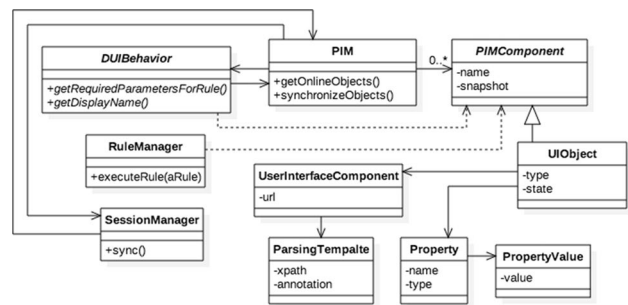 DUIBehavior
+getRequiredParametersForRule()
+getDisplayName()
PIM
+getOnlineObjects()
+synchronizeObjects()
0..*
PIMComponent
-name
-snapshot
RuleManager
+executeRule(aRule)
UserInterfaceComponent
-url
UIObject
-type
-state
SessionManager
+sync()
ParsingTempalte
-xpath
-annotation
Property
-name
-type
PropertyValue
-value